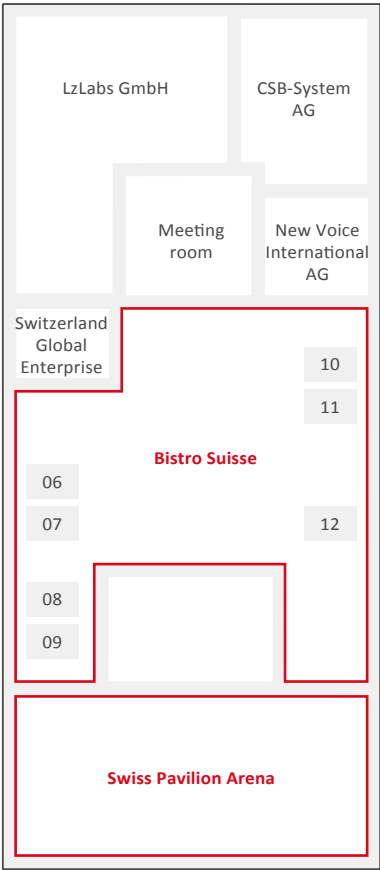 LzLabs GmbH
CSB-System
AG
Meeting
room
New Voice
International
AG
Switzerland
Global
Enterprise
10
11
Bistro Suisse
06
07
12
08
09
Swiss Pavilion Arena